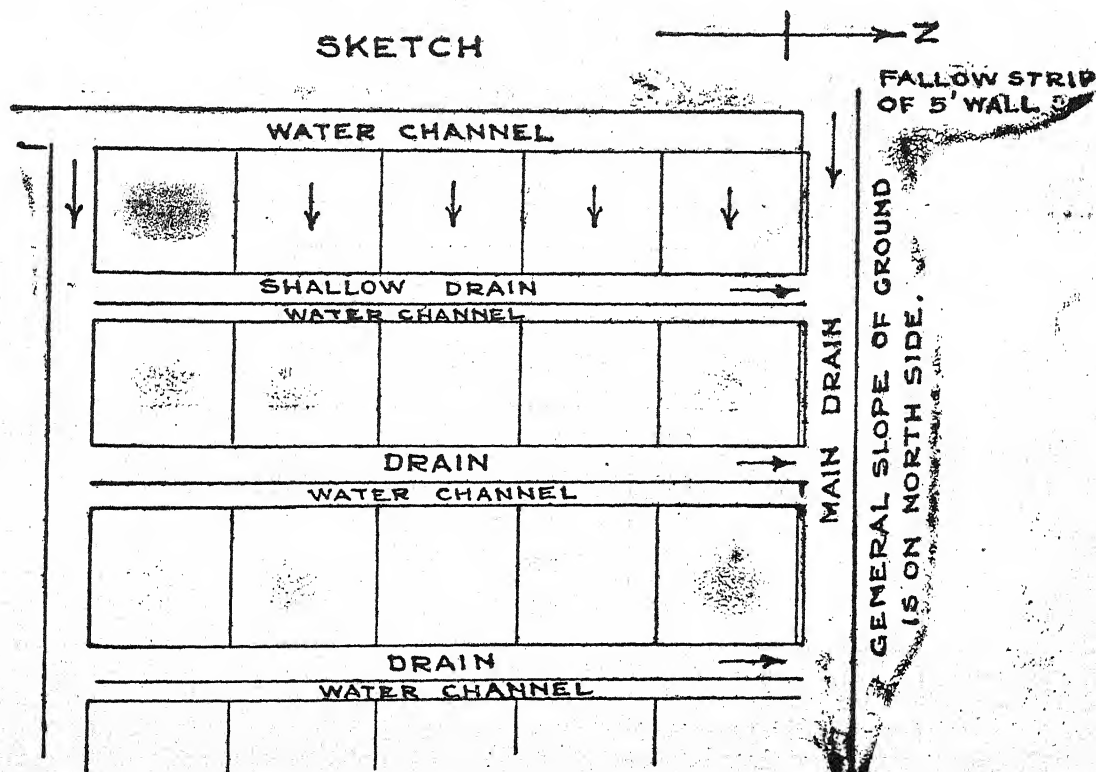 SKETCH
N
FALLOW STRIP
OF 5' WALL
WATER CHANNEL
SHALLOW DRAIN
WATER CHANNEL
DRAIN
WATER CHANNEL
DRAIN
WATER CHANNEL
MAIN DRAIN
GEMERAL SLOPE OF GROUND
IS ON NORTH SIDE.